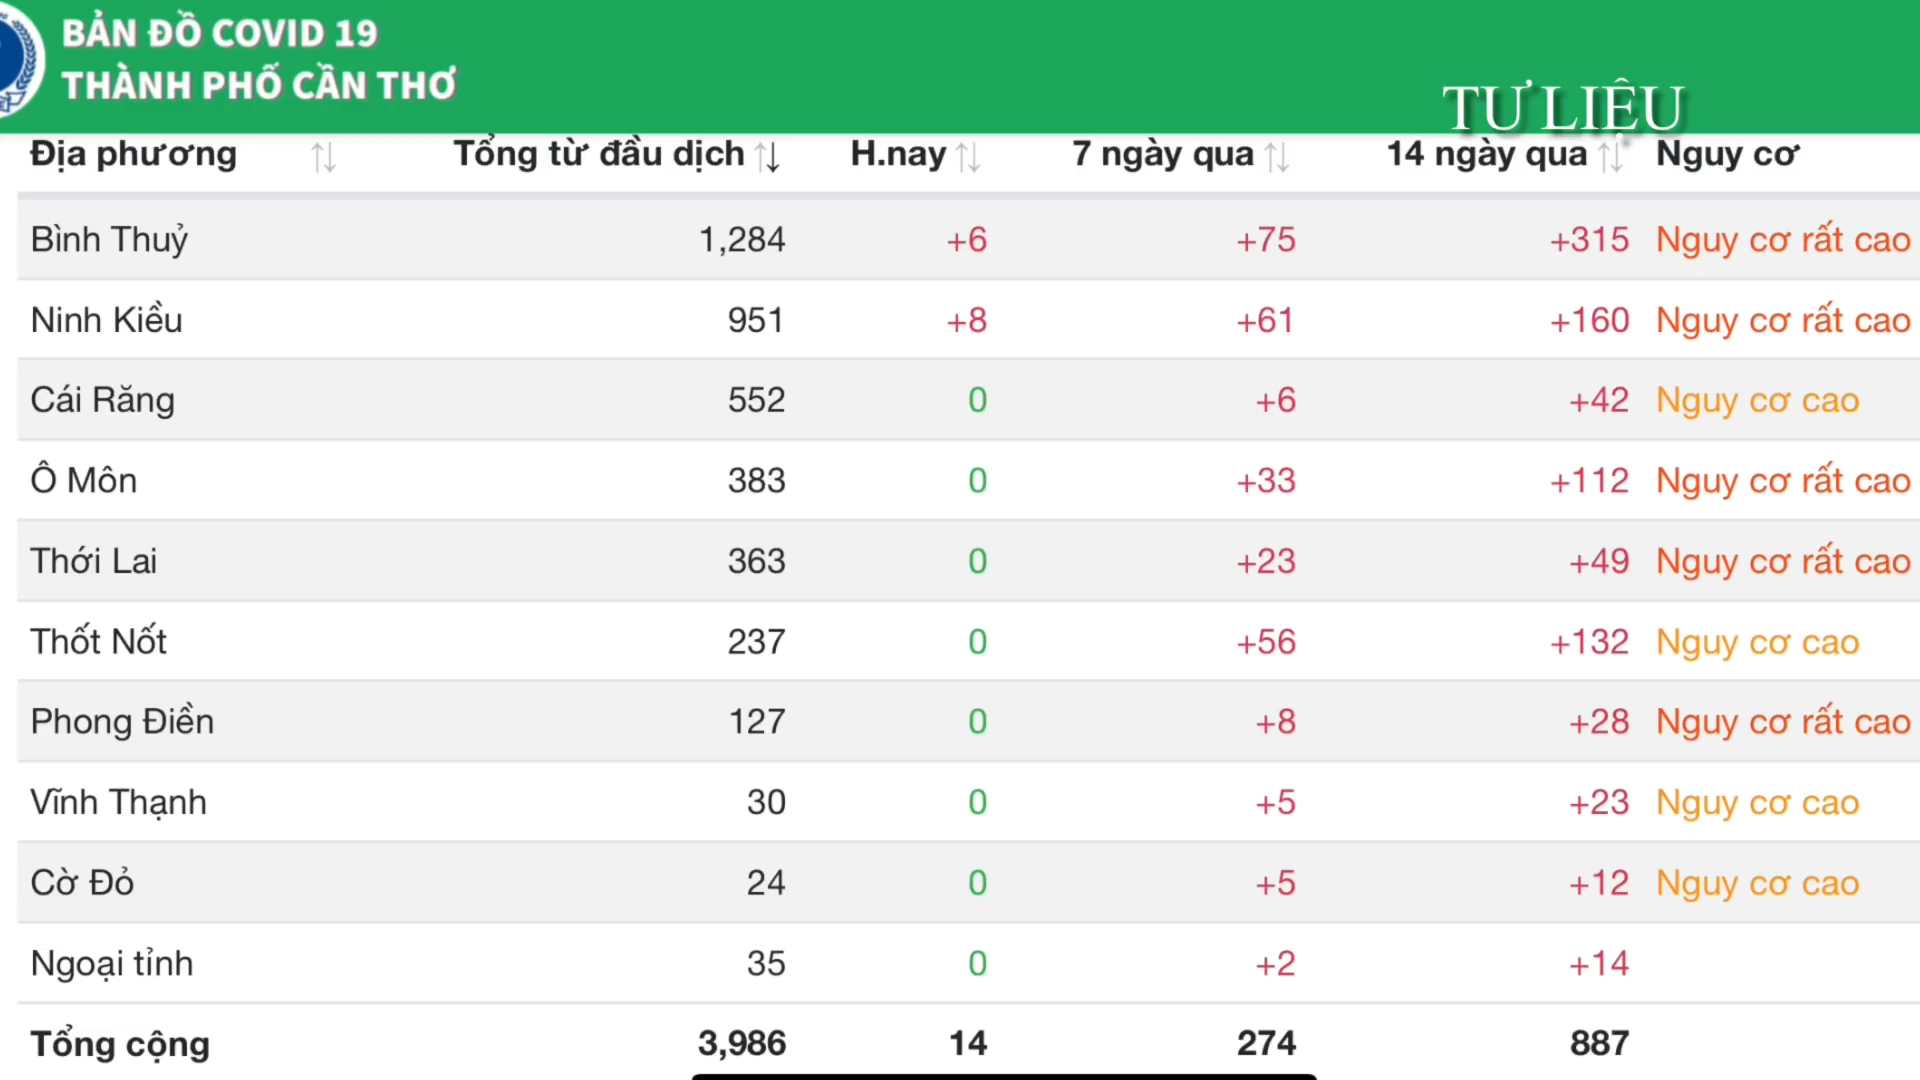 BẢN ĐỒ COVID 19
THÀNH PHỐ CẦN THƠ
TƯ LIỆU
Địa phương Tổng từ đầu dịch H.nay 7 ngày qua 14 ngày qua Nguy cơ
Bình Thuỷ 1,284 +6 +75 +315 Nguy cơ rất cao
Ninh Kiều 951 +8 +61 +160 Nguy cơ rất cao
Cái Răng 552 0 +6 +42 Nguy cơ cao
Ô Môn 383 0 +33 +112 Nguy cơ rất cao
Thới Lai 363 0 +23 +49 Nguy cơ rất cao
Thốt Nốt 237 0 +56 +132 Nguy cơ cao
Phong Điền 127 0 +8 +28 Nguy cơ rất cao
Vĩnh Thạnh 30 0 +5 +23 Nguy cơ cao
Cờ Đỏ 24 0 +5 +12 Nguy cơ cao
Ngoại tỉnh 35 0 +2 +14
Tổng cộng 3,986 14 274 887